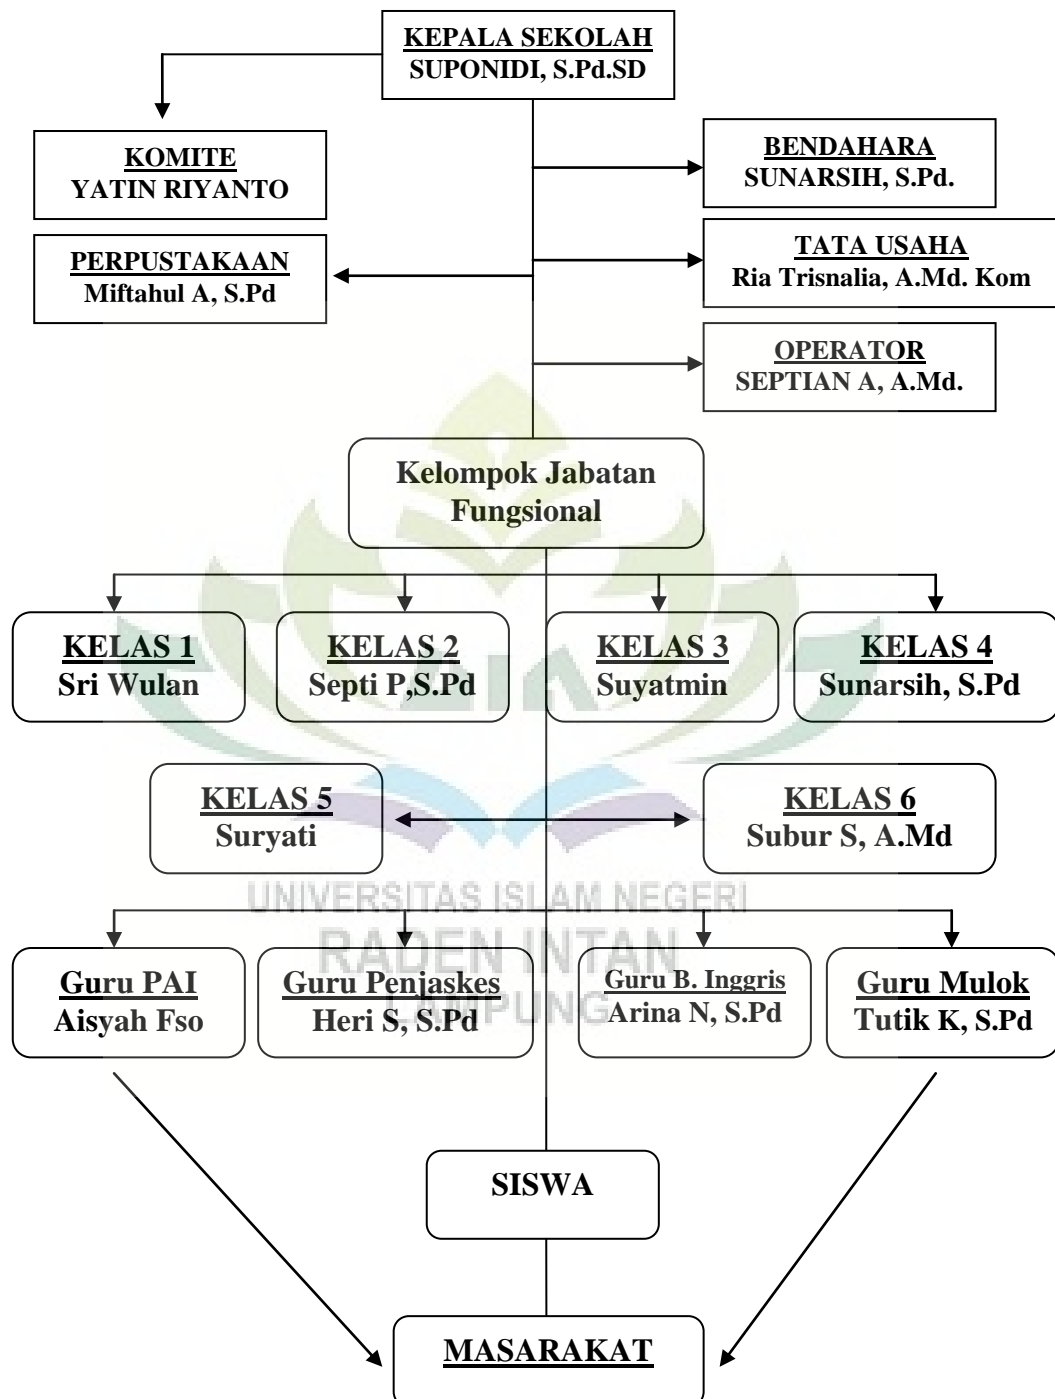 KEPALA SEKOLAH
SUPONIDI, S.Pd.SD
KOMITE
YATIN RIYANTO
BENDAHARA
SUNARSIH, S.Pd.
PERPUSTAKAAN
Miftahul A, S.Pd
TATA USAHA
Ria Trisnalia, A.Md. Kom
OPERATOR
SEPTIAN A, A.Md.
Kelompok Jabatan
Fungsional
KELAS 1
Sri Wulan
KELAS 2
Septi P,S.Pd
KELAS 3
Suyatmin
KELAS 4
Sunarsih, S.Pd
KELAS 5
Suryati
KELAS 6
Subur S, A.Md
UNIVERSITAS ISLAM NEGERI
RADEN INTAN
LAMPUNG
Guru PAI
Aisyah Fso
Guru Penjaskes
Heri S, S.Pd
Guru B. Inggris
Arina N, S.Pd
Guru Mulok
Tutik K, S.Pd
SISWA
MASARAKAT